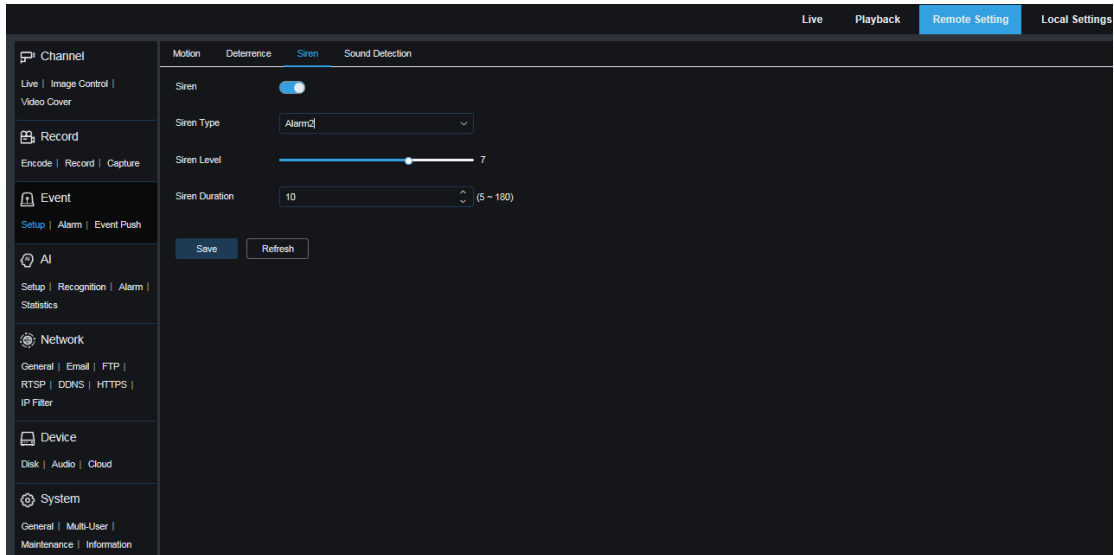 Live Playback Remote Setting Local Settings
Channel
Live | Image Control |
Video Cover
Record
Encode | Record | Capture
Event
Setup | Alarm | Event Push
AI
Setup | Recognition | Alarm |
Statistics
Network
General | Email | FTP |
RTSP | DDNS | HTTPS |
IP Filter
Device
Disk | Audio | Cloud
System
General | Multi-User |
Maintenance | Information
Motion Deterrence Siren Sound Detection
Siren
Siren Type Alarm2
Siren Level 7
Siren Duration 10 (5 ~ 180)
Save Refresh